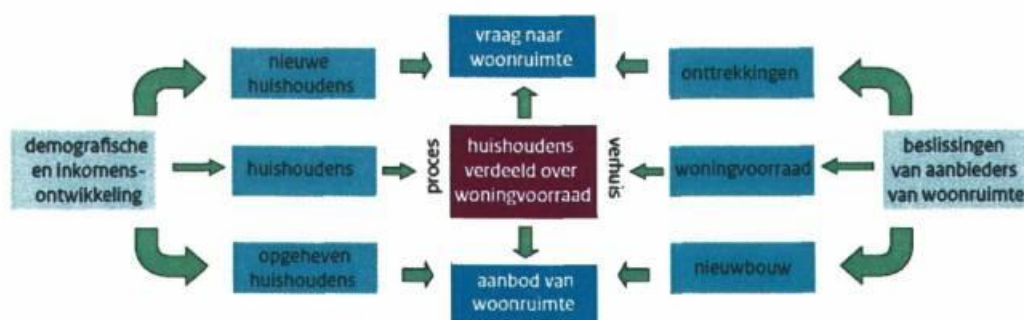 vraag naar
woonruimte
nieuwe
huishoudens
onttrekkingen
demografische
en inkomens-
ontwikkeling
huishoudens
proces
huishoudens
verdeeld over
woningvoorraad
verhuis
woningvoorraad
beslissingen
van aanbieders
van woonruimte
opgeheven
huishoudens
aanbod van
woonruimte
nieuwbouw